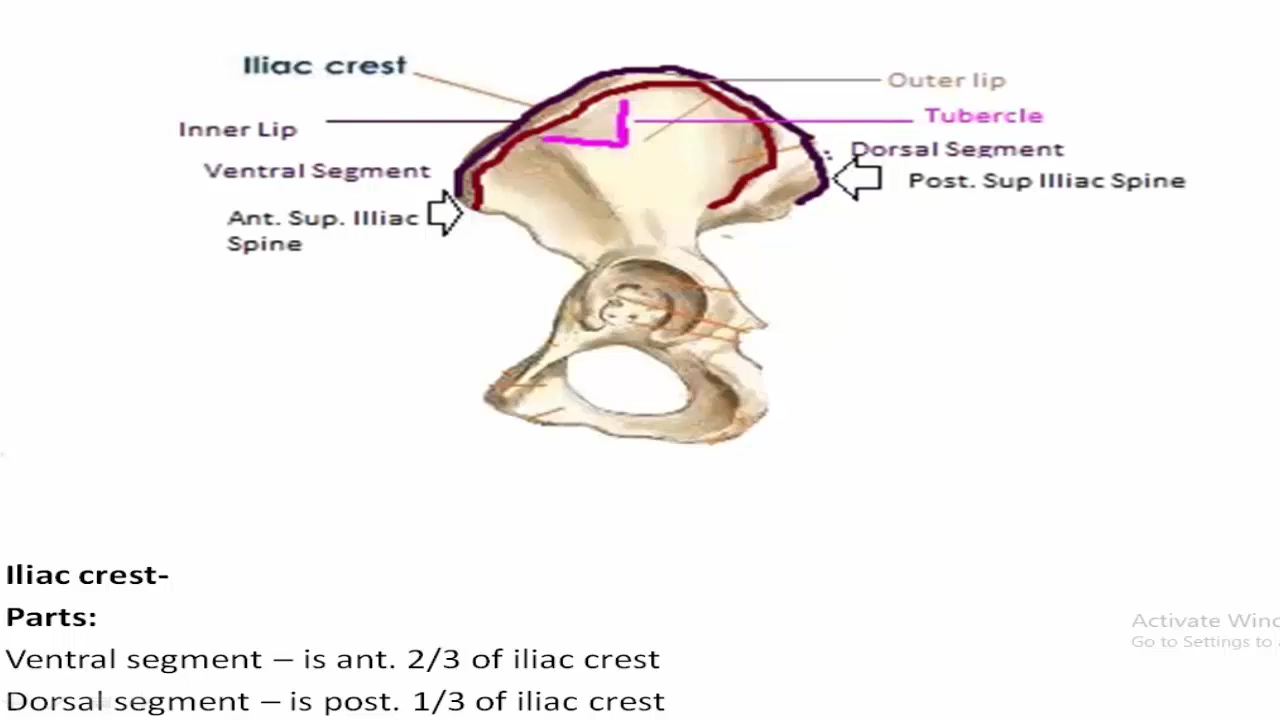 Iliac crest
Outer lip
Tubercle
Inner Lip
Dorsal Segment
Ventral Segment
Post. Sup Illiac Spine
Ant. Sup. Illiac
Spine
Iliac crest-
Parts:
Activate Wind
Go to Settings to
Ventral segment – is ant. 2/3 of iliac crest
Dorsal segment – is post. 1/3 of iliac crest